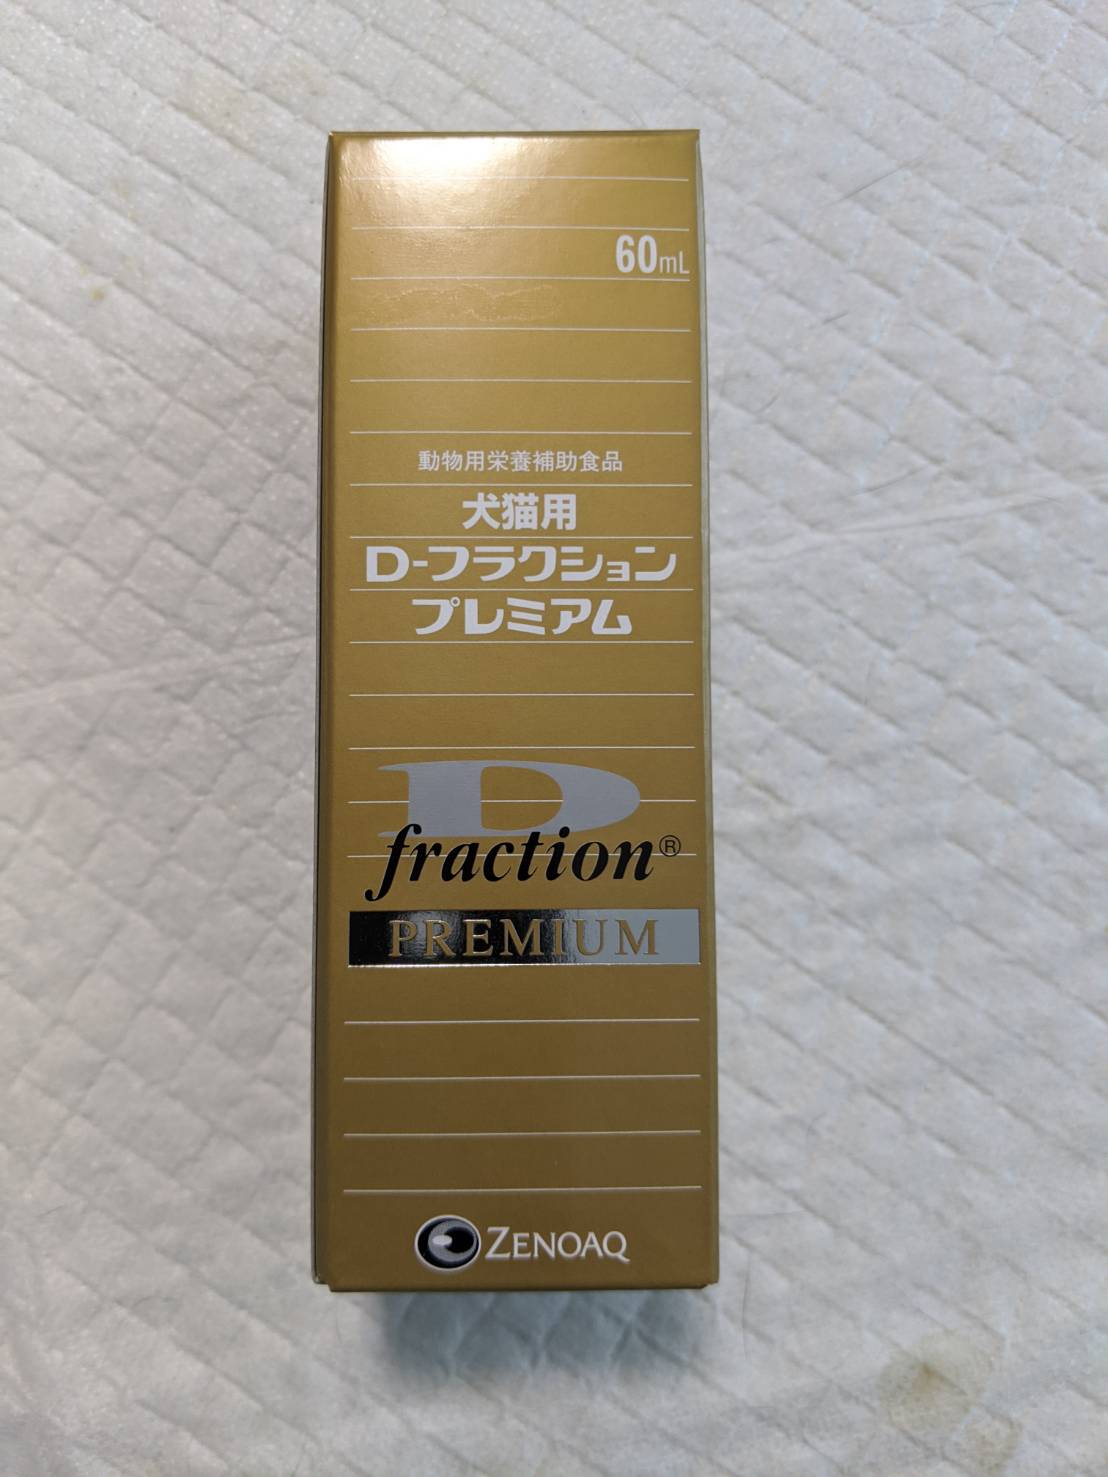 60mL
動物用栄養補助食品
犬猫用
D-フラクション
プレミアム
D
fraction®
PREMIUM
ZENOAQ